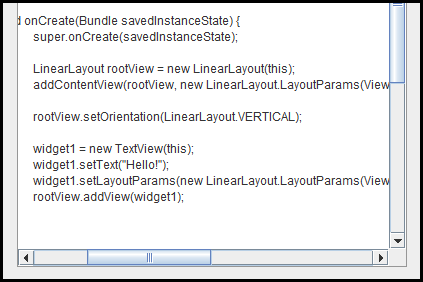 d onCreate(Bundle savedInstanceState) {
super.onCreate(savedInstanceState);
LinearLayout rootView = new LinearLayout(this);
addContentView(rootView, new LinearLayout.LayoutParams(View
rootView.setOrientation(LinearLayout.VERTICAL);
widget1 = new TextView(this);
widget1.setText("Hello!");
widget1.setLayoutParams(new LinearLayout.LayoutParams(View
rootView.addView(widget1);